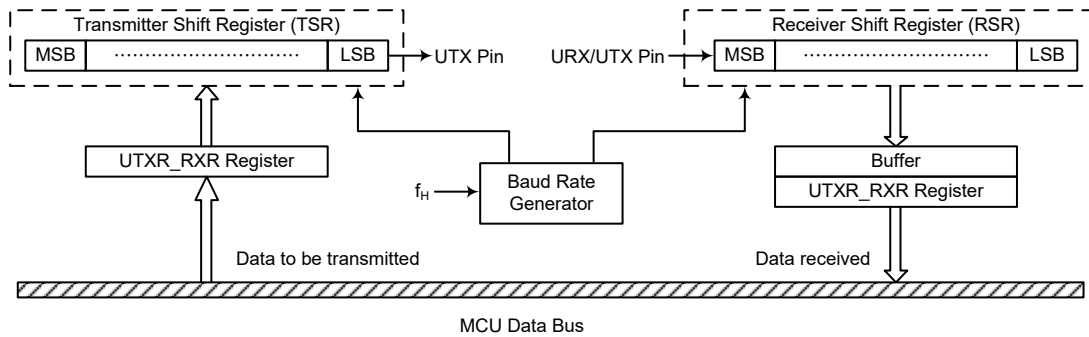 Transmitter Shift Register (TSR)
MSB ........................................ LSB
UTX Pin
Receiver Shift Register (RSR)
URX/UTX Pin
MSB ........................................ LSB
UTXR_RXR Register
fH
Baud Rate
Generator
Buffer
UTXR_RXR Register
Data to be transmitted
Data received
MCU Data Bus